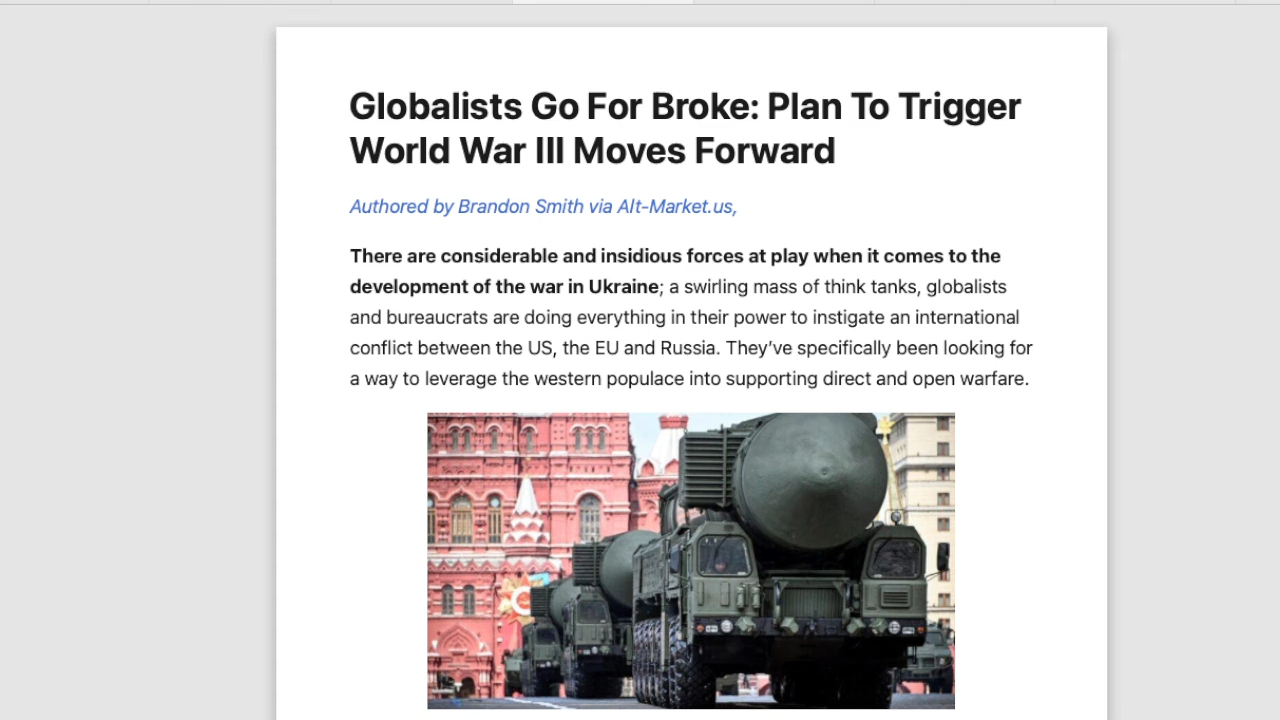 Globalists Go For Broke: Plan To Trigger
World War III Moves Forward
Authored by Brandon Smith via Alt-Market.us,
There are considerable and insidious forces at play when it comes to the
development of the war in Ukraine; a swirling mass of think tanks, globalists
and bureaucrats are doing everything in their power to instigate an international
conflict between the US, the EU and Russia. They’ve specifically been looking for
a way to leverage the western populace into supporting direct and open warfare.